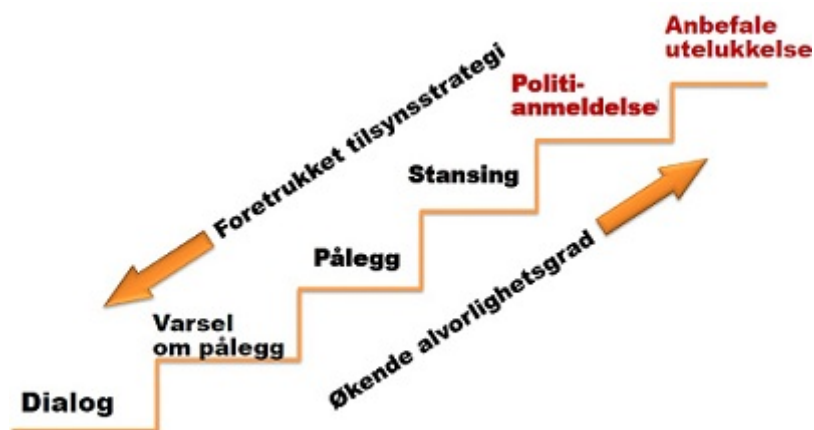 Anbefale
utelukkelse
Politi-
anmeldelse
Foretrukket tilsynsstrategi
Stansing
Pålegg
Økende alvorlighetsgrad
Varsel
om pålegg
Dialog